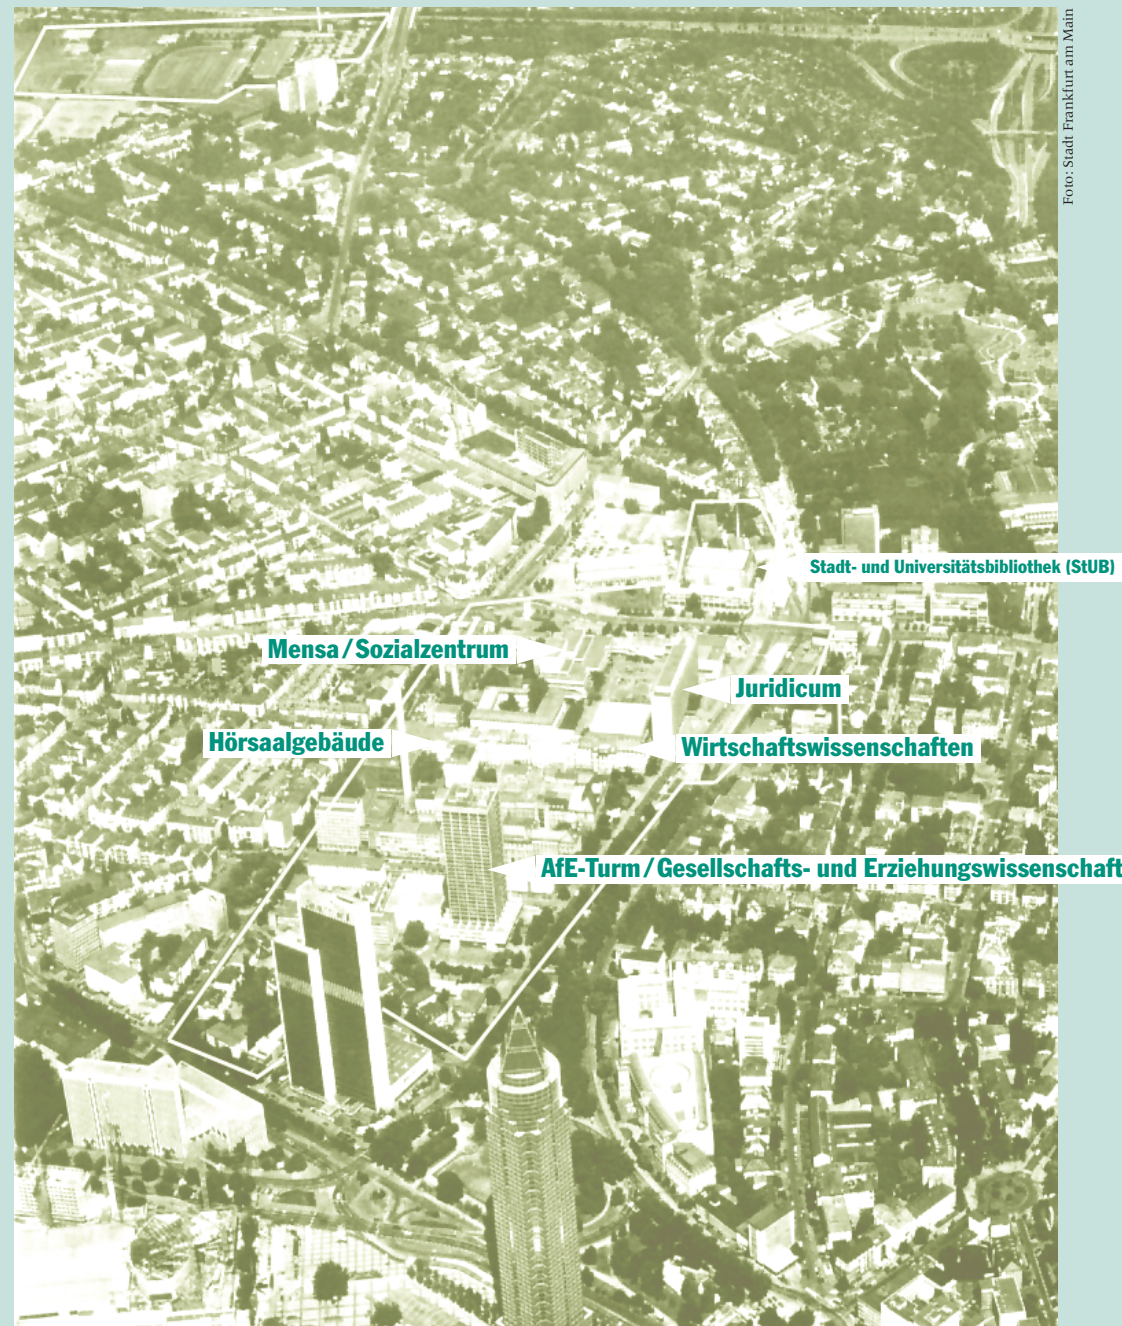 Foto: Stadt Frankfurt am Main
Stadt- und Universitätsbibliothek (StUB)
Mensa/Sozialzentrum
Juridicum
Hörsaalgebäude
Wirtschaftswissenschaften
AfE-Turm/Gesellschafts- und Erziehungswissenschaft